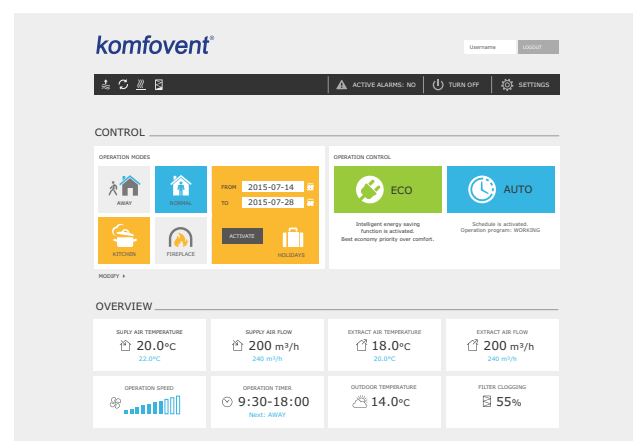 komfovent®
Username
LOGOUT
ACTIVE ALARMS: NO
TURN OFF
SETTINGS
CONTROL
OPERATION MODES
AWAY
NORMAL
KITCHEN
FIREPLACE
FROM 2015-07-14
TO 2015-07-28
ACTIVATE
HOLIDAYS
OPERATION CONTROL
ECO
AUTO
Intelligent energy saving
function is activated.
Best economy priority over comfort.
Schedule is activated.
Operation program: WORKING
MODIFY
OVERVIEW
SUPLY AIR TEMPERATURE
20.0°C
22.0°C
SUPPLY AIR FLOW
200 m³/h
240 m³/h
EXTRACT AIR TEMPERATURE
18.0°C
20.0°C
EXTRACT AIR FLOW
200 m³/h
240 m³/h
OPERATION SPEED
OPERATION TIMER
9:30-18:00
Next: AWAY
OUTDOOR TEMPERATURE
14.0°C
FILTER CLOGGING
55%